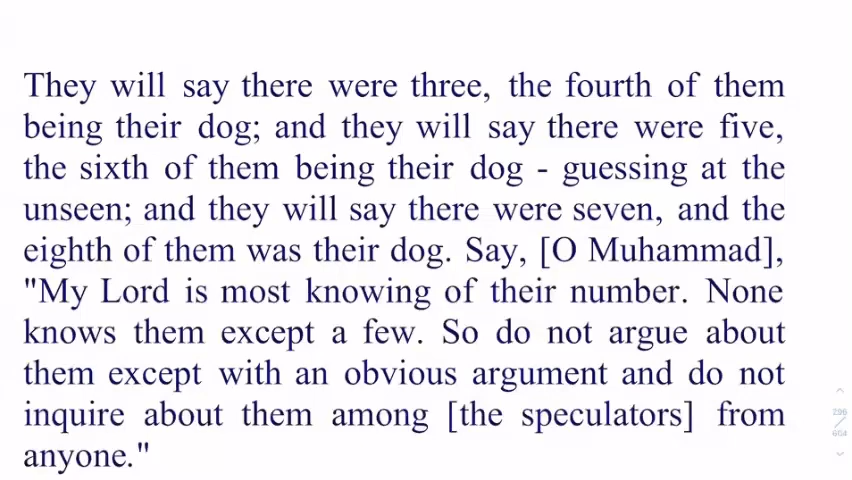 They will say there were three, the fourth of them
being their dog; and they will say there were five,
the sixth of them being their dog - guessing at the
unseen; and they will say there were seven, and the
eighth of them was their dog. Say, [O Muhammad],
"My Lord is most knowing of their number. None
knows them except a few. So do not argue about
them except with an obvious argument and do not
inquire about them among [the speculators] from
anyone."
296
604